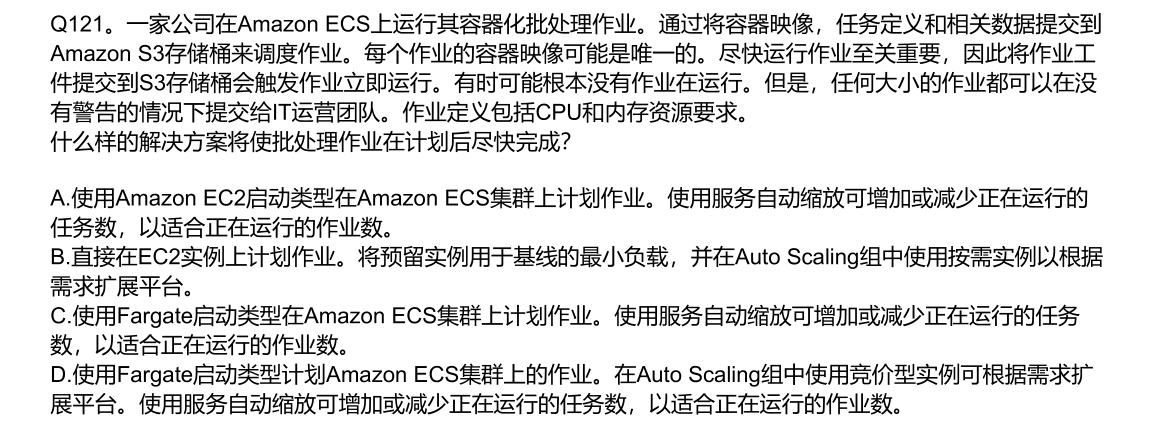 Q121。一家公司在Amazon ECS上运行其容器化批处理作业。通过将容器映像，任务定义和相关数据提交到
Amazon S3存储桶来调度作业。每个作业的容器映像可能是唯一的。尽快运行作业至关重要，因此将作业工
件提交到S3存储桶会触发作业立即运行。有时可能根本没有作业在运行。但是，任何大小的作业都可以在没
有警告的情况下提交给IT运营团队。作业定义包括CPU和内存资源要求。
什么样的解决方案将使批处理作业在计划后尽快完成？
A.使用Amazon EC2启动类型在Amazon ECS集群上计划作业。使用服务自动缩放可增加或减少正在运行的
任务数，以适合正在运行的作业数。
B.直接在EC2实例上计划作业。将预留实例用于基线的最小负载，并在Auto Scaling组中使用按需实例以根据
需求扩展平台。
C.使用Fargate启动类型在Amazon ECS集群上计划作业。使用服务自动缩放可增加或减少正在运行的任务
数，以适合正在运行的作业数。
D.使用Fargate启动类型计划Amazon ECS集群上的作业。在Auto Scaling组中使用竞价型实例可根据需求扩
展平台。使用服务自动缩放可增加或减少正在运行的任务数，以适合正在运行的作业数。